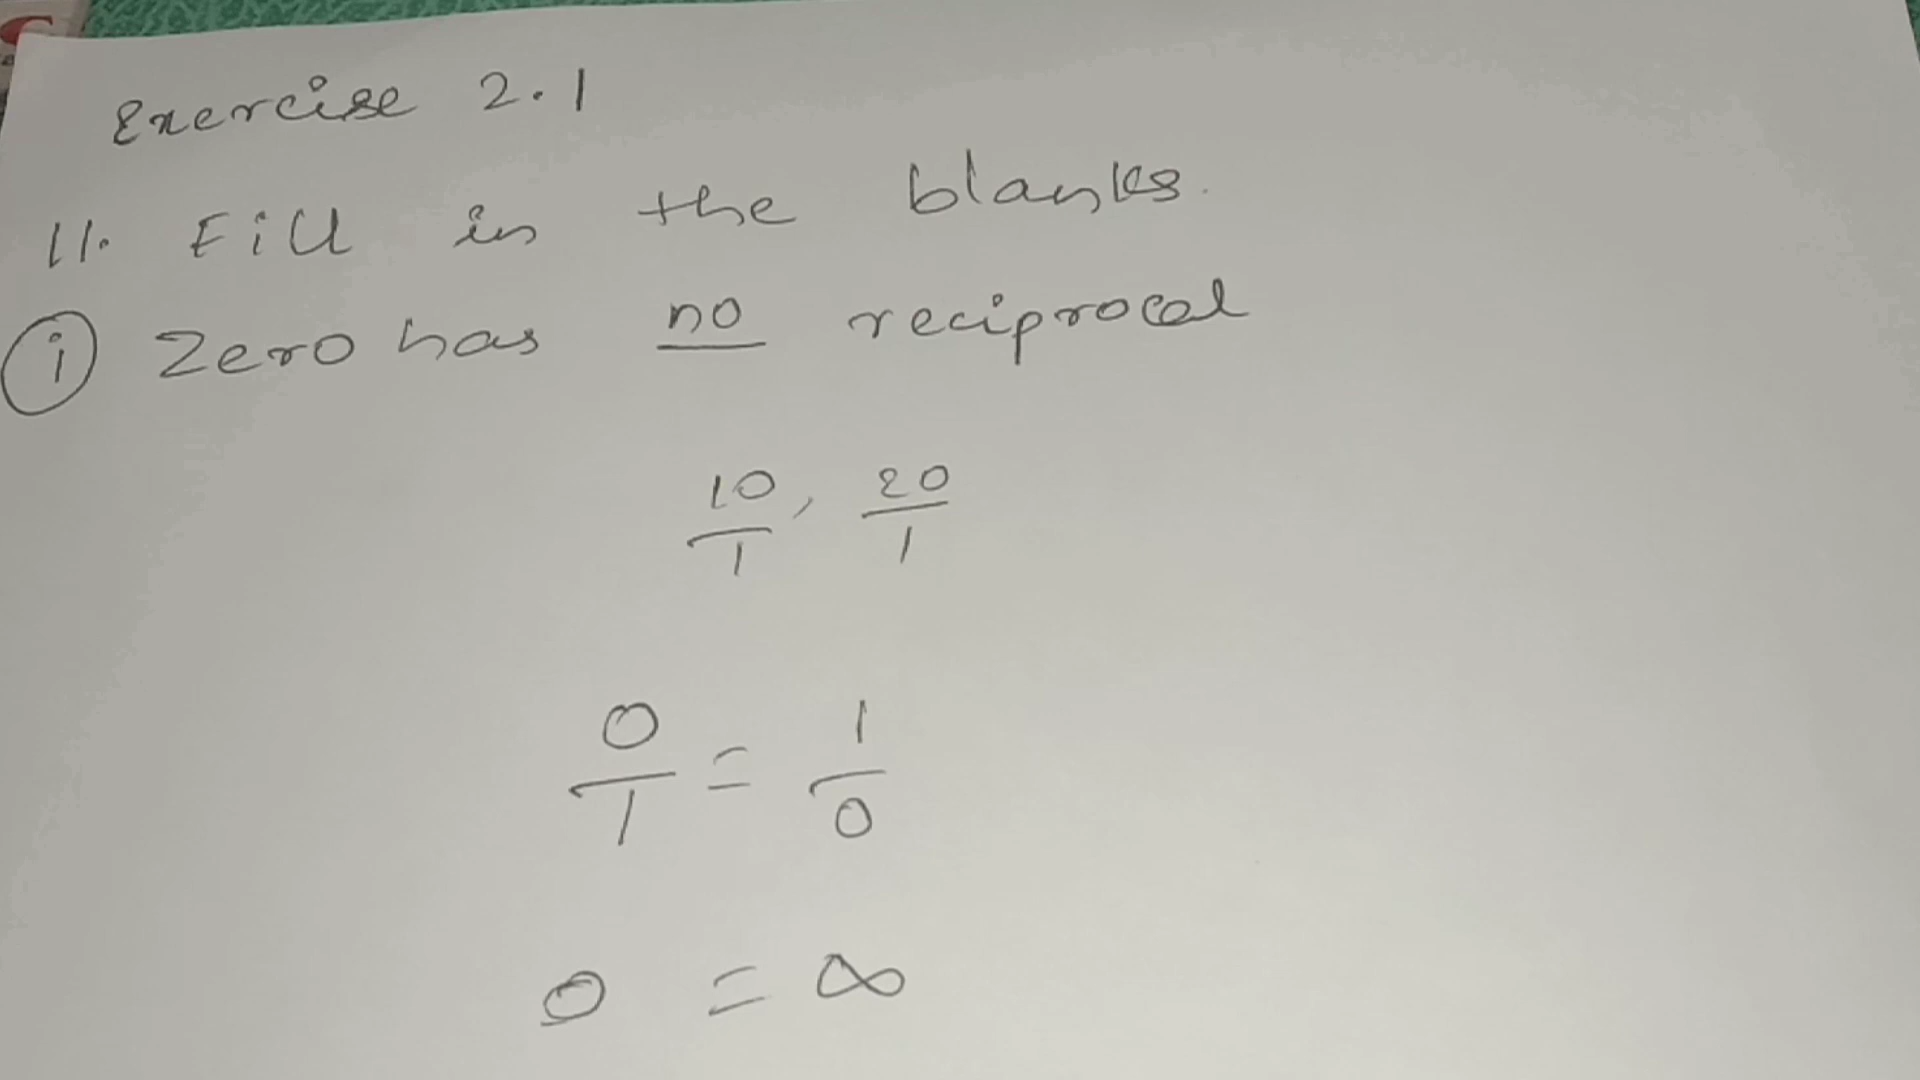 Exercise 2.1
11. Fill in the blanks.
(i) Zero has no reciprocal
10/1, 20/1
0/1 = 1/0
0 = ∞